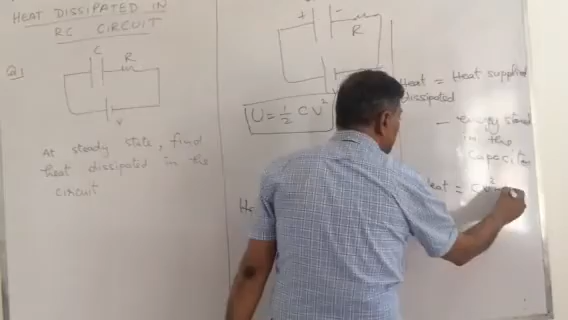 HEAT DISSIPATED IN
RC CIRCUIT
Q1
C
R
V
At steady state, find
heat dissipated in the
circuit
C
+ -
R
U = 1/2 CV²
Heat = Heat supplied
dissipated
- energy stored
in the
Capacitor
Heat = CV²